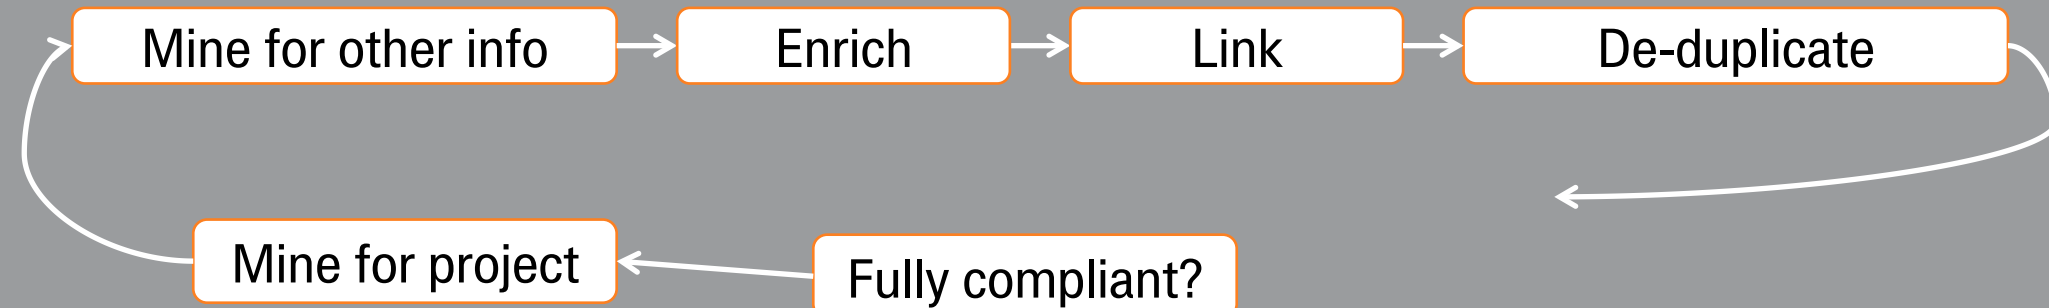 Mine for other info
Enrich
Link
De-duplicate
Mine for project
Fully compliant?